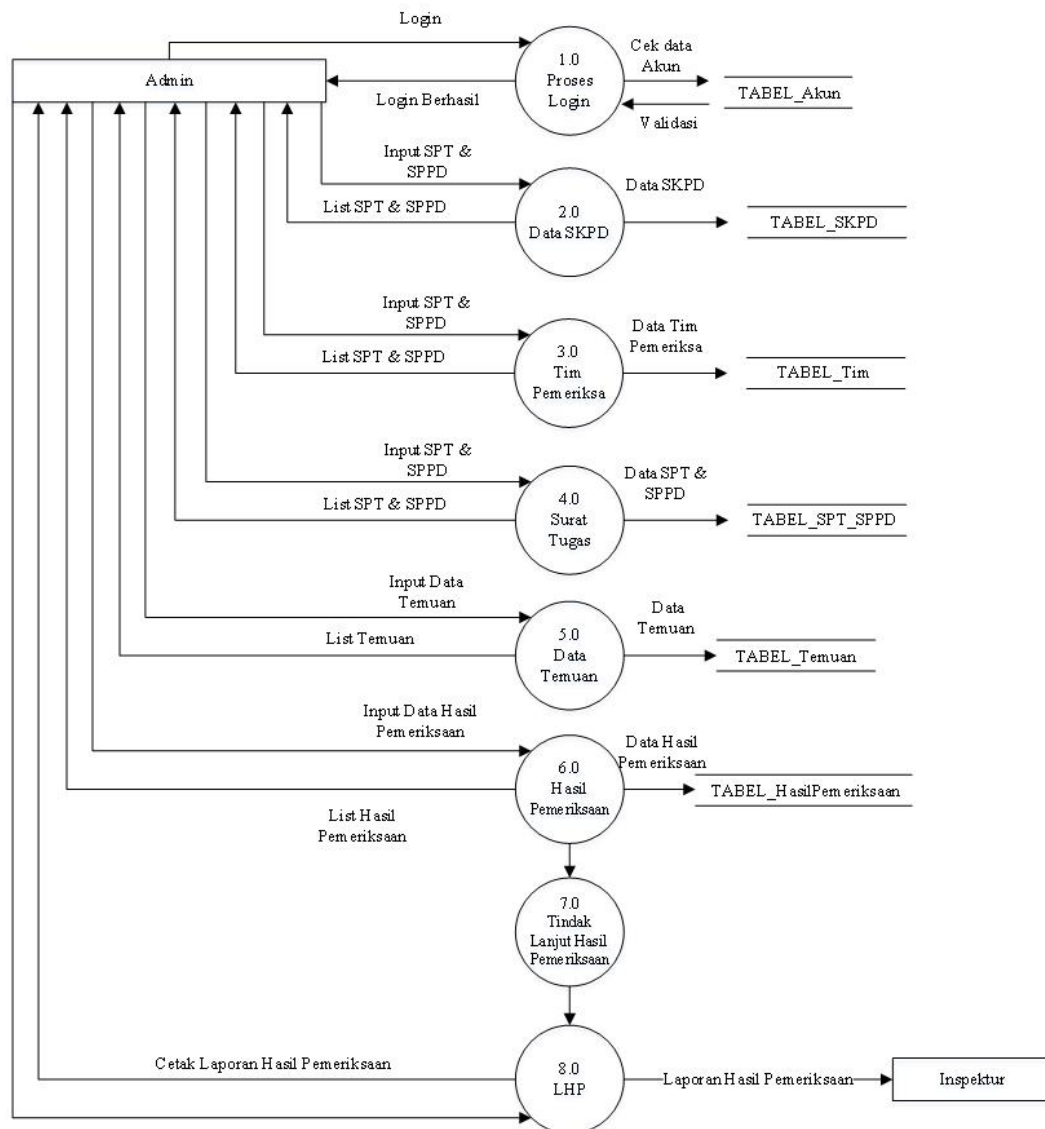 Login
Admin
Login Berhasil
1.0
Proses
Login
Cek data
Akun
TABEL_Akun
Validasi
Input SPT &
SPPD
List SPT & SPPD
2.0
Data SKPD
Data SKPD
TABEL_SKPD
Input SPT &
SPPD
List SPT & SPPD
3.0
Tim
Pemeriksa
Data Tim
Pemeriksa
TABEL_Tim
Input SPT &
SPPD
List SPT & SPPD
4.0
Surat
Tugas
Data SPT &
SPPD
TABEL_SPT_SPPD
Input Data
Temuan
List Temuan
5.0
Data
Temuan
Data
Temuan
TABEL_Temuan
Input Data Hasil
Pemeriksaan
List Hasil
Pemeriksaan
6.0
Hasil
Pemeriksaan
Data Hasil
Pemeriksaan
TABEL_HasilPemeriksaan
7.0
Tindak
Lanjut Hasil
Pemeriksaan
Cetak Laporan Hasil Pemeriksaan
8.0
LHP
Laporan Hasil Pemeriksaan
Inspektur